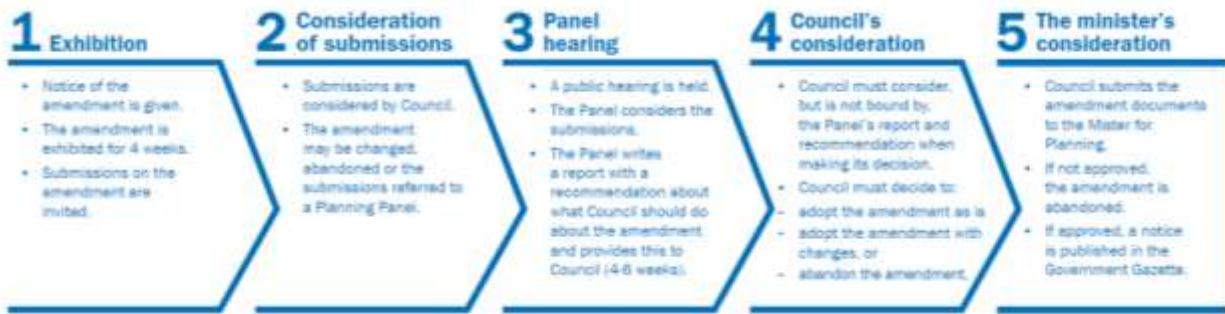 1 Exhibition
• Notice of the
amendment is given.
• The amendment is
exhibited for 4 weeks.
• Submissions on the
amendment are
invited.
2 Consideration
of submissions
• Submissions are
considered by Council.
• The amendment
may be changed,
abandoned or the
submissions referred to
a Planning Panel.
3 Panel
hearing
• A public hearing is held.
• The Panel considers the
submissions.
• The Panel writes
a report with a
recommendation about
what Council should do
about the amendment
and provides this to
Council (4-6 weeks).
4 Council's
consideration
• Council must consider,
but is not bound by,
the Panel's report and
recommendation when
making its decision.
• Council must decide to:
– adopt the amendment as is
– adopt the amendment with
changes, or
– abandon the amendment.
5 The minister's
consideration
• Council submits the
amendment documents
to the Mister for
Planning.
• If not approved,
the amendment is
abandoned.
• If approved, a notice
is published in the
Government Gazette.